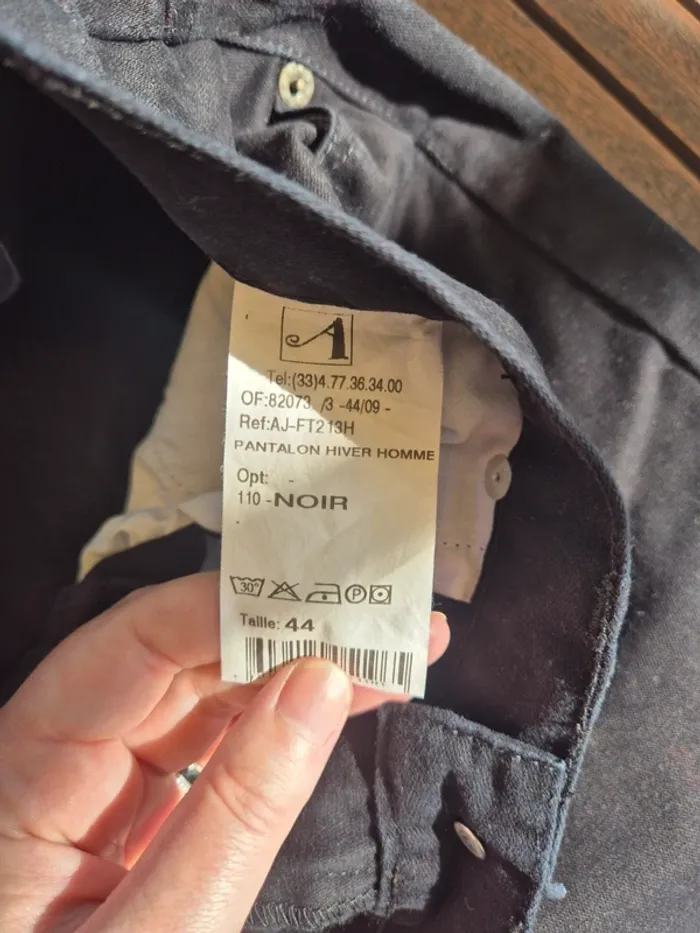 A
Tel:(33)4.77.36.34.00
OF:82073 /3 -44/09 -
Ref:AJ-FT213H
PANTALON HIVER HOMME
Opt: -
110 -NOIR
30°
P
Taille: 44